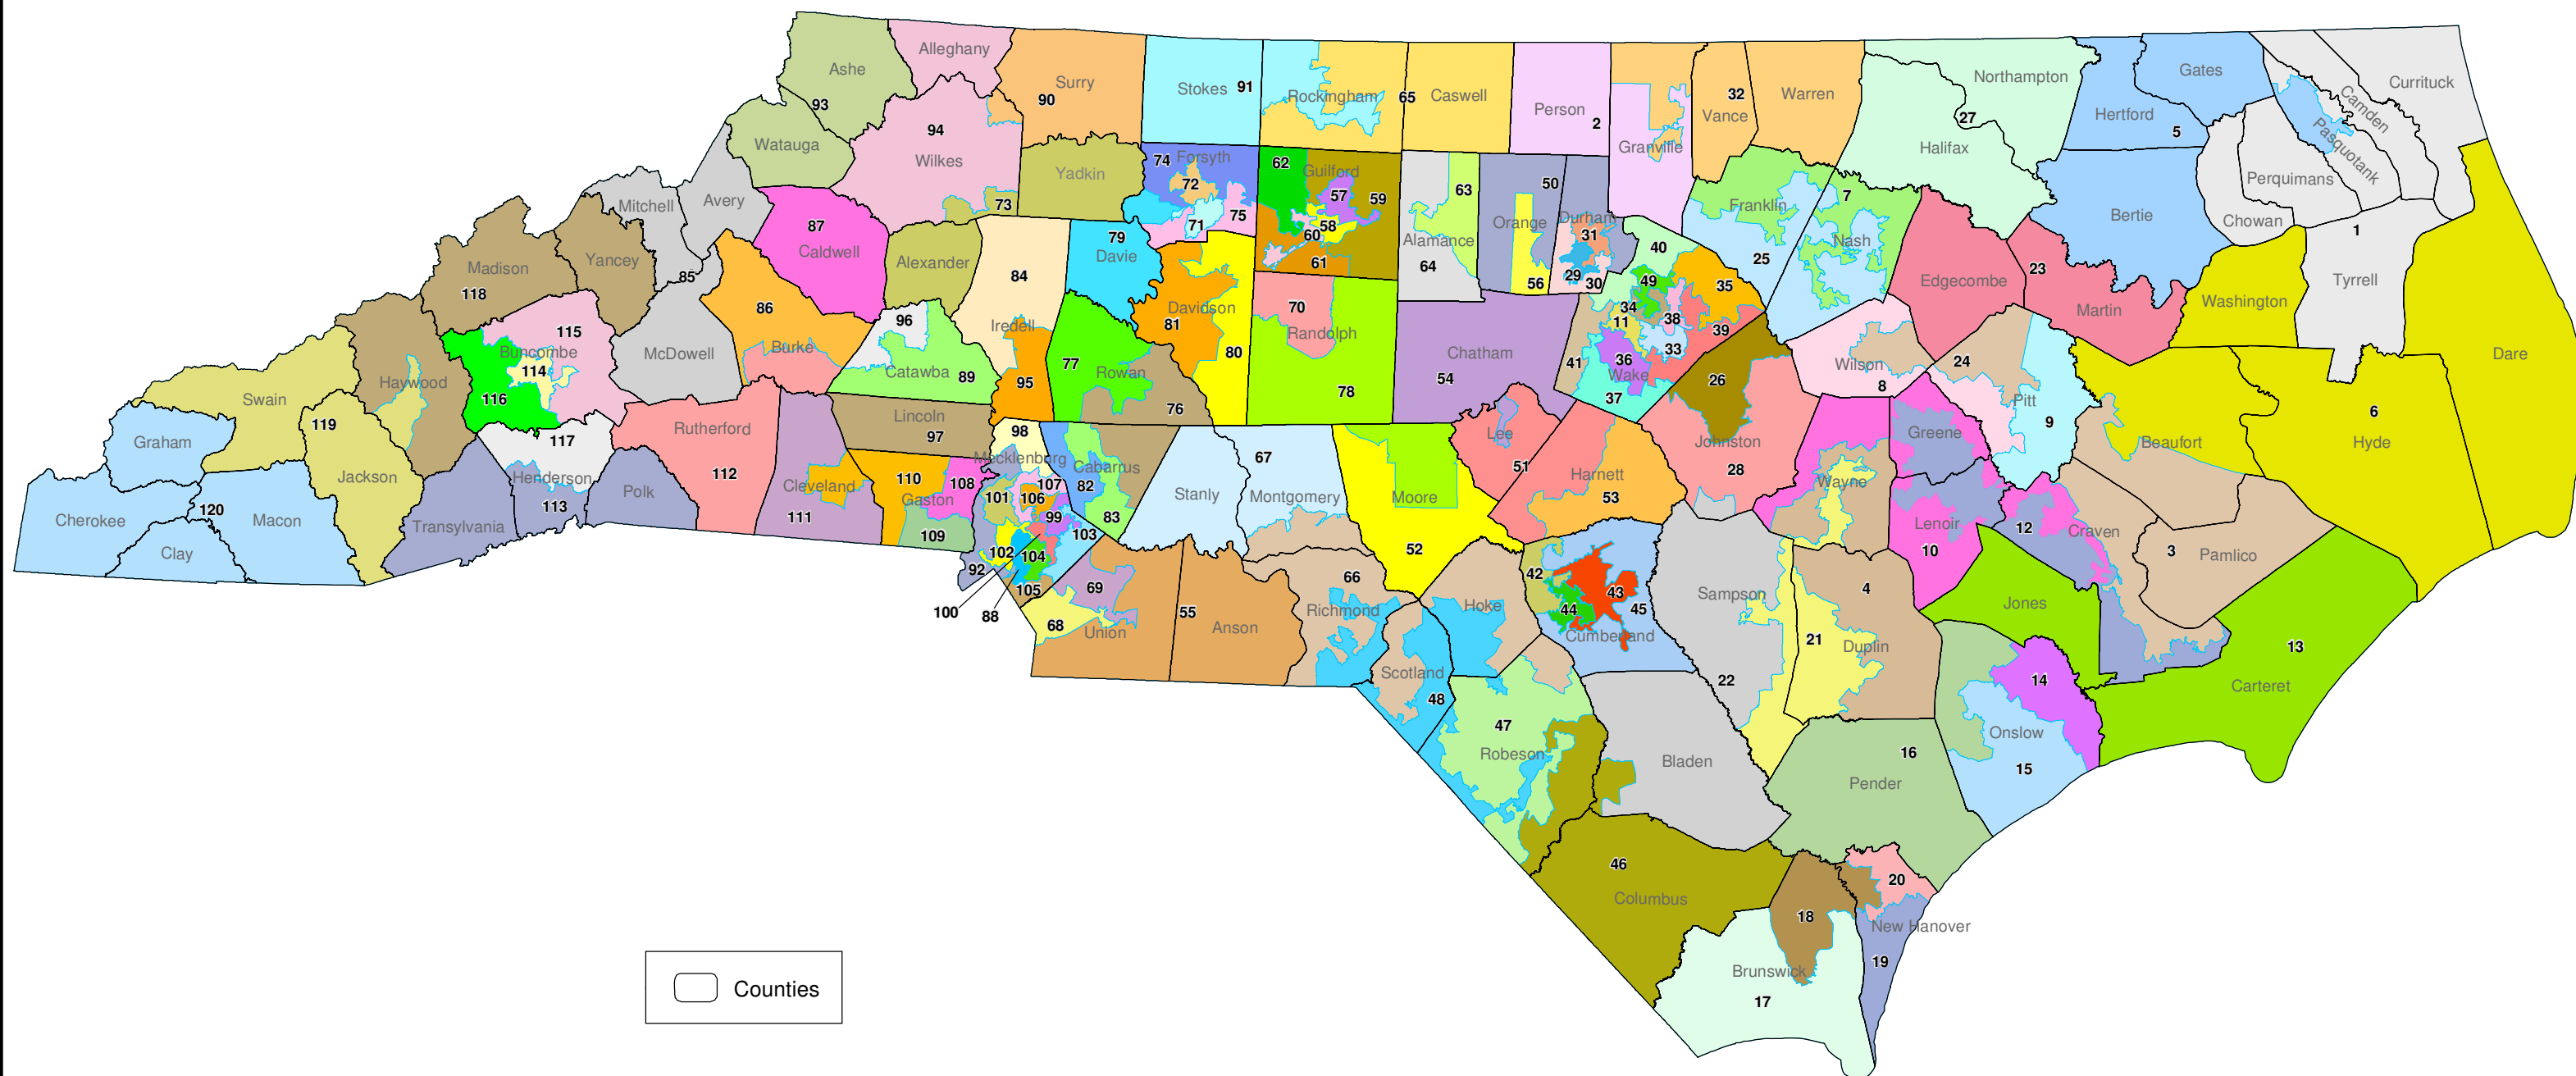 Ashe
Alleghany
Surry
90
Stokes 91
Rockingham
65
Caswell
Person
2
Granville
32
Vance
Warren
Northampton
27
Halifax
Gates
Hertford
5
Currituck
Camden
Pasquotank
Perquimans
Chowan
Bertie
93
Watauga
94
Wilkes
Yadkin
73
74
Forsyth
72
71
75
62
Guilford
57
59
58
60
61
63
Alamance
64
50
Orange
56
Durham
31
29
30
Franklin
25
7
Nash
Edgecombe
23
Martin
Washington
1
Tyrrell
Dare
Mitchell
Avery
85
87
Caldwell
Alexander
84
Iredell
95
79
Davie
Davidson
81
80
70
Randolph
78
Chatham
54
40
49
35
34
11
38
39
33
36
Wake
41
37
26
Johnston
28
Wilson
8
24
Pitt
9
6
Hyde
Beaufort
Madison
118
Yancey
115
Buncombe
114
116
McDowell
86
Burke
96
Catawba
89
77
Rowan
76
Swain
Haywood
119
Jackson
Graham
Cherokee
120
Macon
Clay
Transylvania
117
Henderson
113
Polk
Rutherford
112
Cleveland
111
Lincoln
97
110
Gaston
108
109
98
Mecklenburg
101
107
106
99
103
102
104
92
105
100
88
Cabarrus
82
83
Stanly
67
Montgomery
Moore
52
Lee
51
Harnett
53
Wayne
Greene
Lenoir
10
12
Craven
3
Pamlico
69
68
Union
55
Anson
66
Richmond
Hoke
Scotland
48
42
43
44
45
Cumberland
Sampson
22
4
21
Duplin
Jones
13
Carteret
14
Onslow
15
47
Robeson
Bladen
16
Pender
46
Columbus
20
18
New Hanover
19
Brunswick
17
Counties